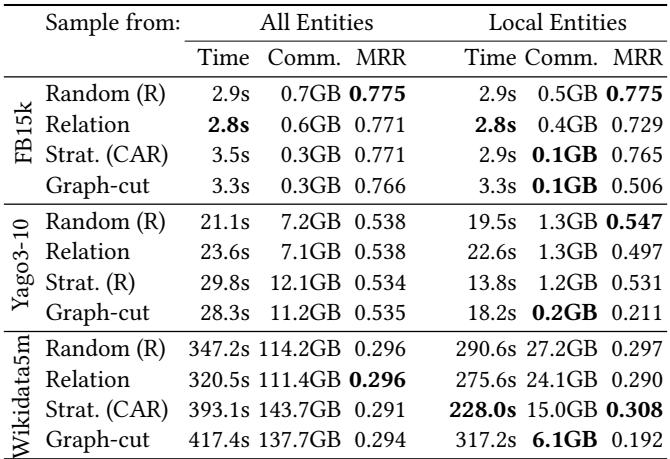 Sample from: All Entities Local Entities
Time Comm. MRR Time Comm. MRR
FB15k
Random (R) 2.9s 0.7GB 0.775 2.9s 0.5GB 0.775
Relation 2.8s 0.6GB 0.771 2.8s 0.4GB 0.729
Strat. (CAR) 3.5s 0.3GB 0.771 2.9s 0.1GB 0.765
Graph-cut 3.3s 0.3GB 0.766 3.3s 0.1GB 0.506
Yago3-10
Random (R) 21.1s 7.2GB 0.538 19.5s 1.3GB 0.547
Relation 23.6s 7.1GB 0.538 22.6s 1.3GB 0.497
Strat. (R) 29.8s 12.1GB 0.534 13.8s 1.2GB 0.531
Graph-cut 28.3s 11.2GB 0.535 18.2s 0.2GB 0.211
Wikidata5m
Random (R) 347.2s 114.2GB 0.296 290.6s 27.2GB 0.297
Relation 320.5s 111.4GB 0.296 275.6s 24.1GB 0.290
Strat. (CAR) 393.1s 143.7GB 0.291 228.0s 15.0GB 0.308
Graph-cut 417.4s 137.7GB 0.294 317.2s 6.1GB 0.192